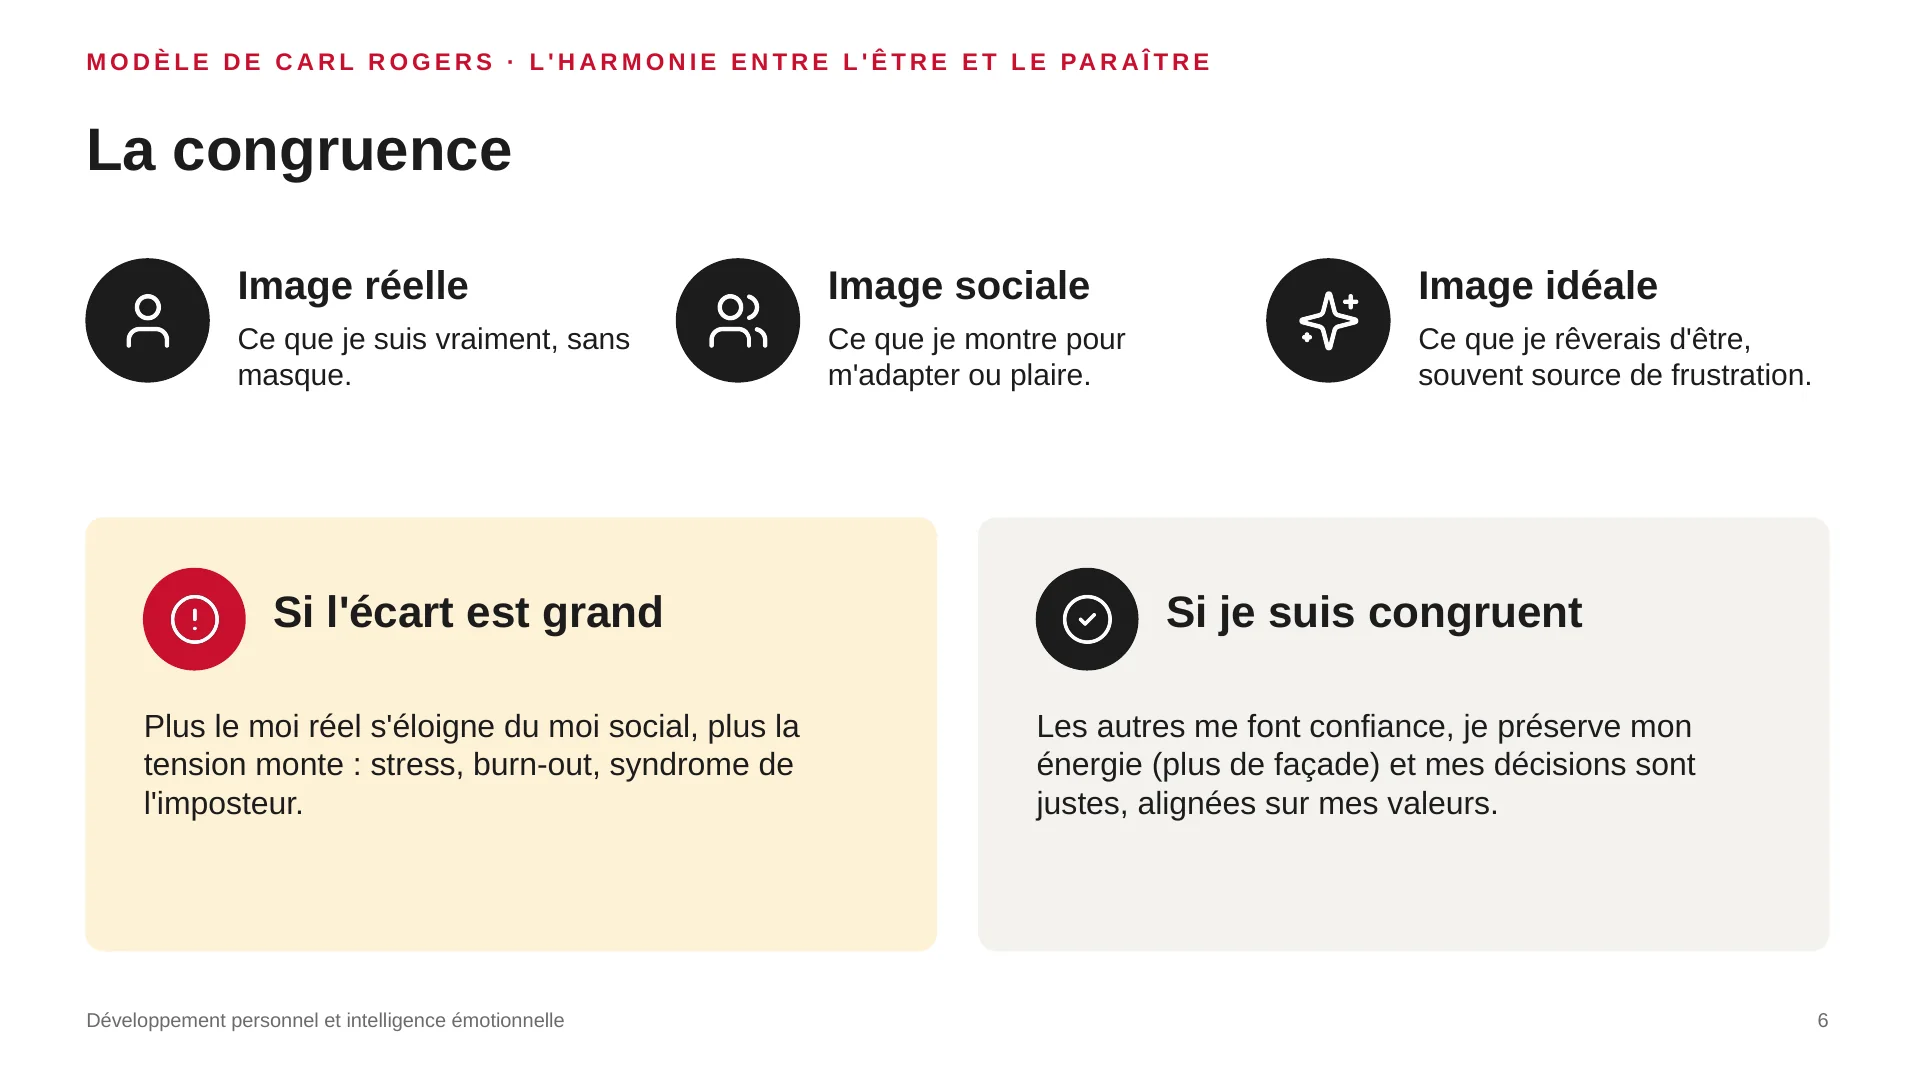 MODÈLE DE CARL ROGERS · L'HARMONIE ENTRE L'ÊTRE ET LE PARAÎTRE
La congruence
Image réelle
Ce que je suis vraiment, sans
masque.
Image sociale
Ce que je montre pour
m'adapter ou plaire.
Image idéale
Ce que je rêverais d'être,
souvent source de frustration.
Si l'écart est grand
Plus le moi réel s'éloigne du moi social, plus la
tension monte : stress, burn-out, syndrome de
l'imposteur.
Si je suis congruent
Les autres me font confiance, je préserve mon
énergie (plus de façade) et mes décisions sont
justes, alignées sur mes valeurs.
Développement personnel et intelligence émotionnelle
6